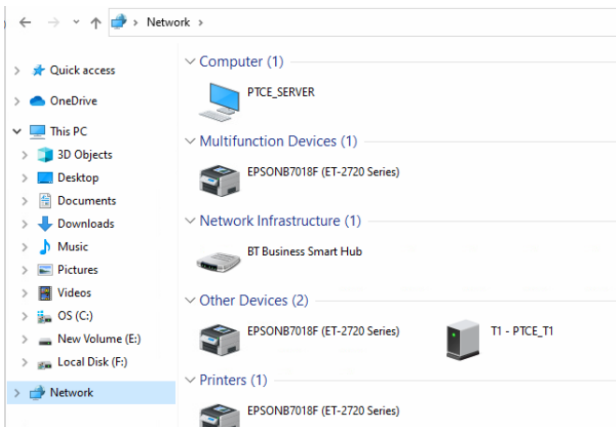 Network
Quick access
OneDrive
This PC
3D Objects
Desktop
Documents
Downloads
Music
Pictures
Videos
OS (C:)
New Volume (E:)
Local Disk (F:)
Network
Computer (1)
PTCE_SERVER
Multifunction Devices (1)
EPSONB7018F (ET-2720 Series)
Network Infrastructure (1)
BT Business Smart Hub
Other Devices (2)
EPSONB7018F (ET-2720 Series) T1 - PTCE_T1
Printers (1)
EPSONB7018F (ET-2720 Series)